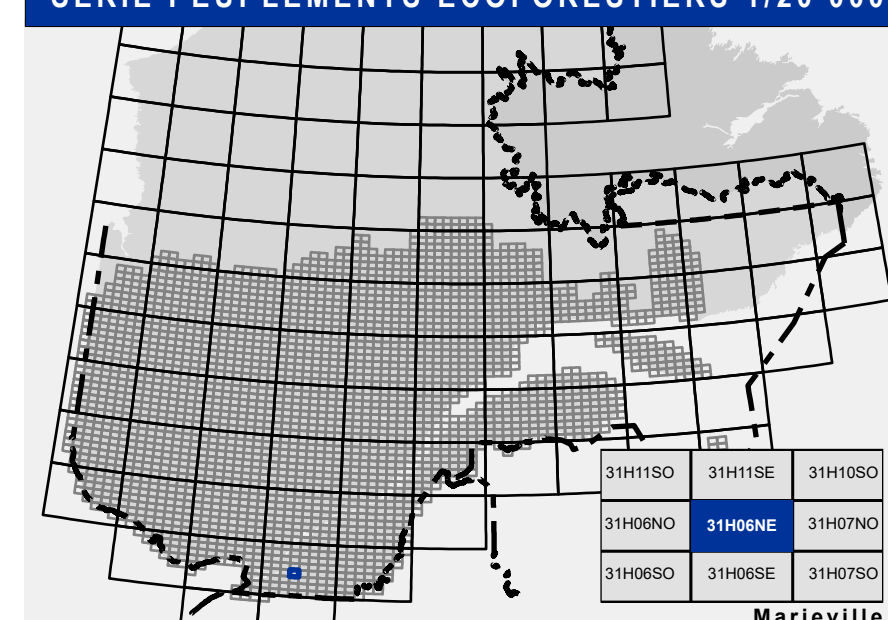 SÉRIE PEUPLEMENTS ÉCOFORESTIERS 1/20 000
31H11SO 31H11SE 31H10SO
31H06NO 31H06NE 31H07NO
31H06SO 31H06SE 31H07SO
Marieville